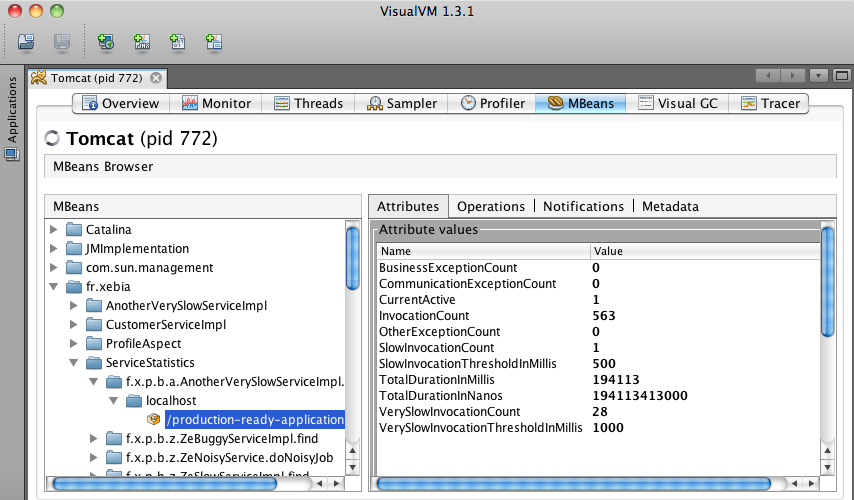 VisualVM 1.3.1
Applications
Tomcat (pid 772)
Overview Monitor Threads Sampler Profiler MBeans Visual GC Tracer
Tomcat (pid 772)
MBeans Browser
MBeans
Catalina
JMImplementation
com.sun.management
fr.xebia
AnotherVerySlowServiceImpl
CustomerServiceImpl
ProfileAspect
ServiceStatistics
f.x.p.b.a.AnotherVerySlowServiceImpl.
localhost
/production-ready-application
f.x.p.b.z.ZeBuggyServiceImpl.find
f.x.p.b.z.ZeNoisyService.doNoisyJob
f.x.p.b.z.ZeSlowServiceImpl.find
Attributes Operations Notifications Metadata
Attribute values
Name Value
BusinessExceptionCount 0
CommunicationExceptionCount 0
CurrentActive 1
InvocationCount 563
OtherExceptionCount 0
SlowInvocationCount 1
SlowInvocationThresholdInMillis 500
TotalDurationInMillis 194113
TotalDurationInNanos 194113413000
VerySlowInvocationCount 28
VerySlowInvocationThresholdInMillis 1000